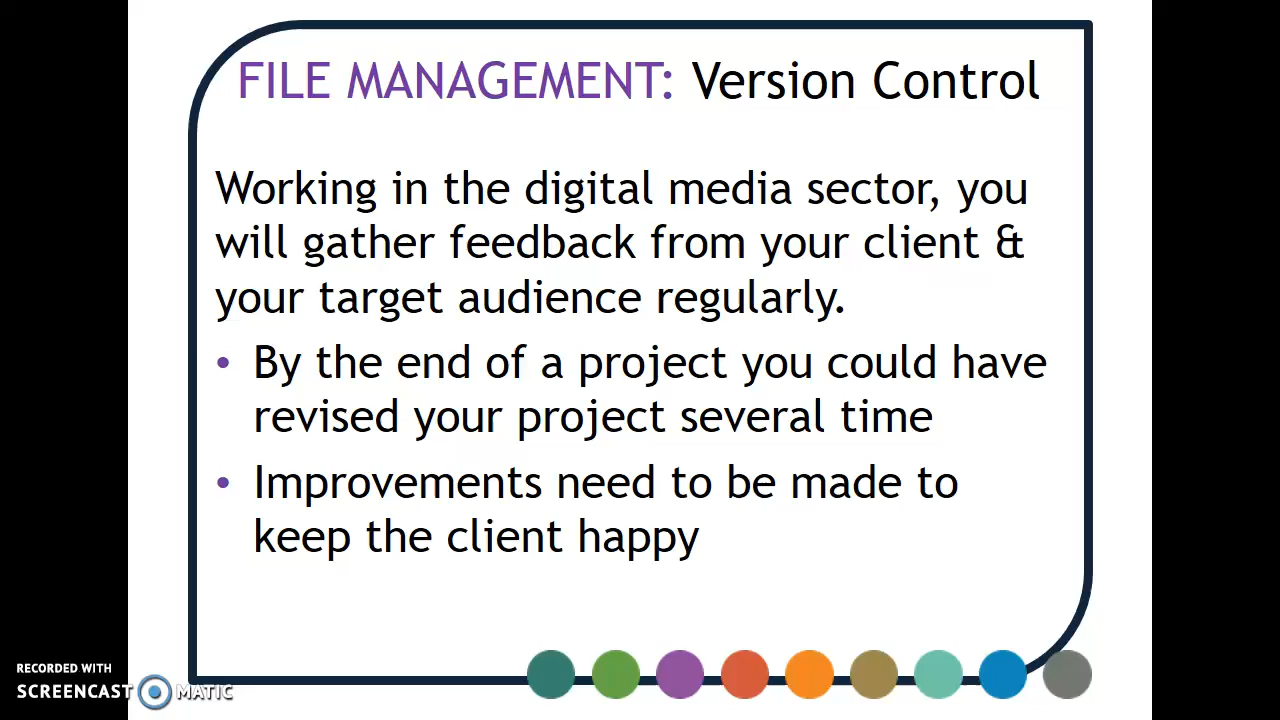 FILE MANAGEMENT: Version Control
Working in the digital media sector, you
will gather feedback from your client &
your target audience regularly.
• By the end of a project you could have
revised your project several time
• Improvements need to be made to
keep the client happy
RECORDED WITH
SCREENCAST MATIC